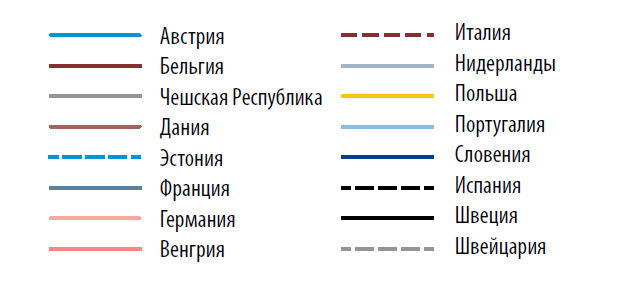 Австрия
Бельгия
Чешская Республика
Дания
Эстония
Франция
Германия
Венгрия
Италия
Нидерланды
Польша
Португалия
Словения
Испания
Швеция
Швейцария